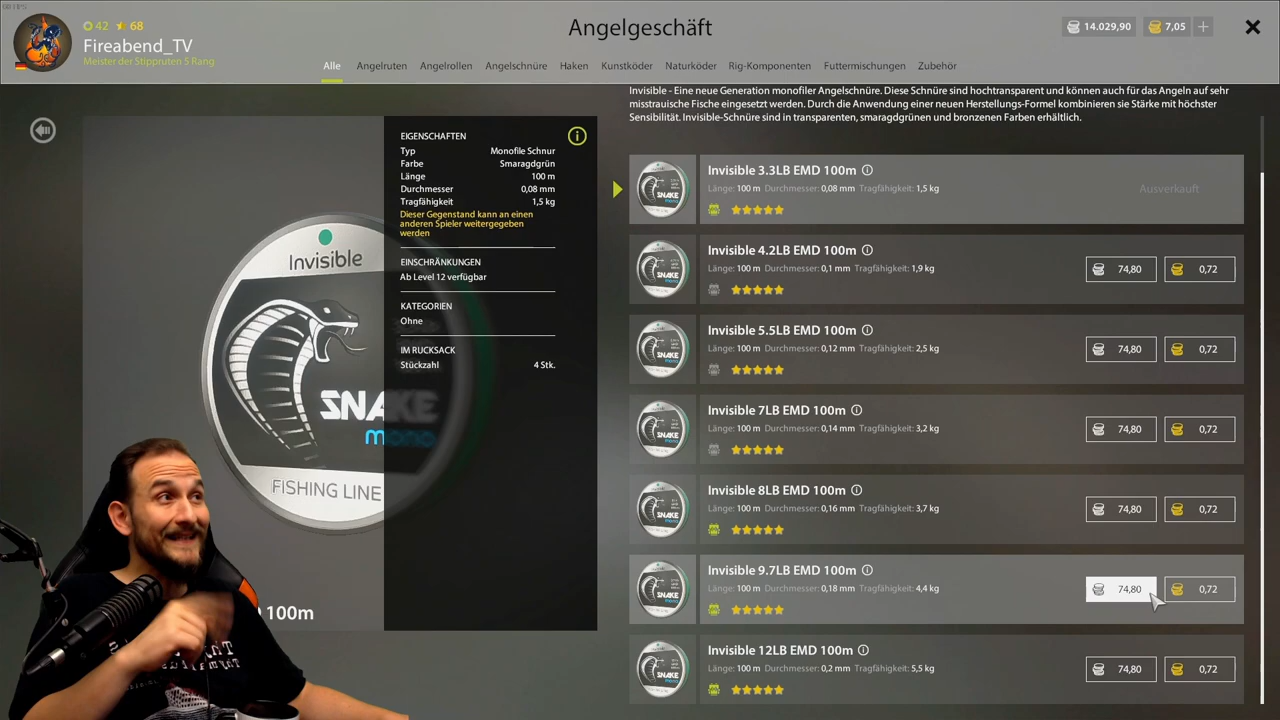 42 68
Fireabend_TV
Meister der Stippruten 5 Rang
Angelgeschäft
14.029,90 7,05 +
Alle Angelruten Angelrollen Angelschnüre Haken Kunstköder Naturköder Rig-Komponenten Futtermischungen Zubehör
Invisible
SNAKE
mono
FISHING LINE
100m
EIGENSCHAFTEN
Typ Monofile Schnur
Farbe Smaragdgrün
Länge 100 m
Durchmesser 0,08 mm
Tragfähigkeit 1,5 kg
Dieser Gegenstand kann an einen
anderen Spieler weitergegeben
werden
EINSCHRÄNKUNGEN
Ab Level 12 verfügbar
KATEGORIEN
Ohne
IM RUCKSACK
Stückzahl 4 Stk.
Invisible - Eine neue Generation monofiler Angelschnüre. Diese Schnüre sind hochtransparent und können auch für das Angeln auf sehr
misstrauische Fische eingesetzt werden. Durch die Anwendung einer neuen Herstellungs-Formel kombinieren sie Stärke mit höchster
Sensibilität. Invisible-Schnüre sind in transparenten, smaragdgrünen und bronzenen Farben erhältlich.
Invisible 3.3LB EMD 100m
Länge: 100 m Durchmesser: 0,08 mm Tragfähigkeit: 1,5 kg
Ausverkauft
Invisible 4.2LB EMD 100m
Länge: 100 m Durchmesser: 0,1 mm Tragfähigkeit: 1,9 kg
74,80 0,72
Invisible 5.5LB EMD 100m
Länge: 100 m Durchmesser: 0,12 mm Tragfähigkeit: 2,5 kg
74,80 0,72
Invisible 7LB EMD 100m
Länge: 100 m Durchmesser: 0,14 mm Tragfähigkeit: 3,2 kg
74,80 0,72
Invisible 8LB EMD 100m
Länge: 100 m Durchmesser: 0,16 mm Tragfähigkeit: 3,7 kg
74,80 0,72
Invisible 9.7LB EMD 100m
Länge: 100 m Durchmesser: 0,18 mm Tragfähigkeit: 4,4 kg
74,80 0,72
Invisible 12LB EMD 100m
Länge: 100 m Durchmesser: 0,2 mm Tragfähigkeit: 5,5 kg
74,80 0,72